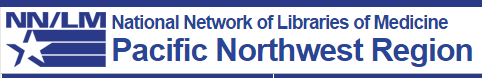 NN/LM
National Network of Libraries of Medicine
Pacific Northwest Region